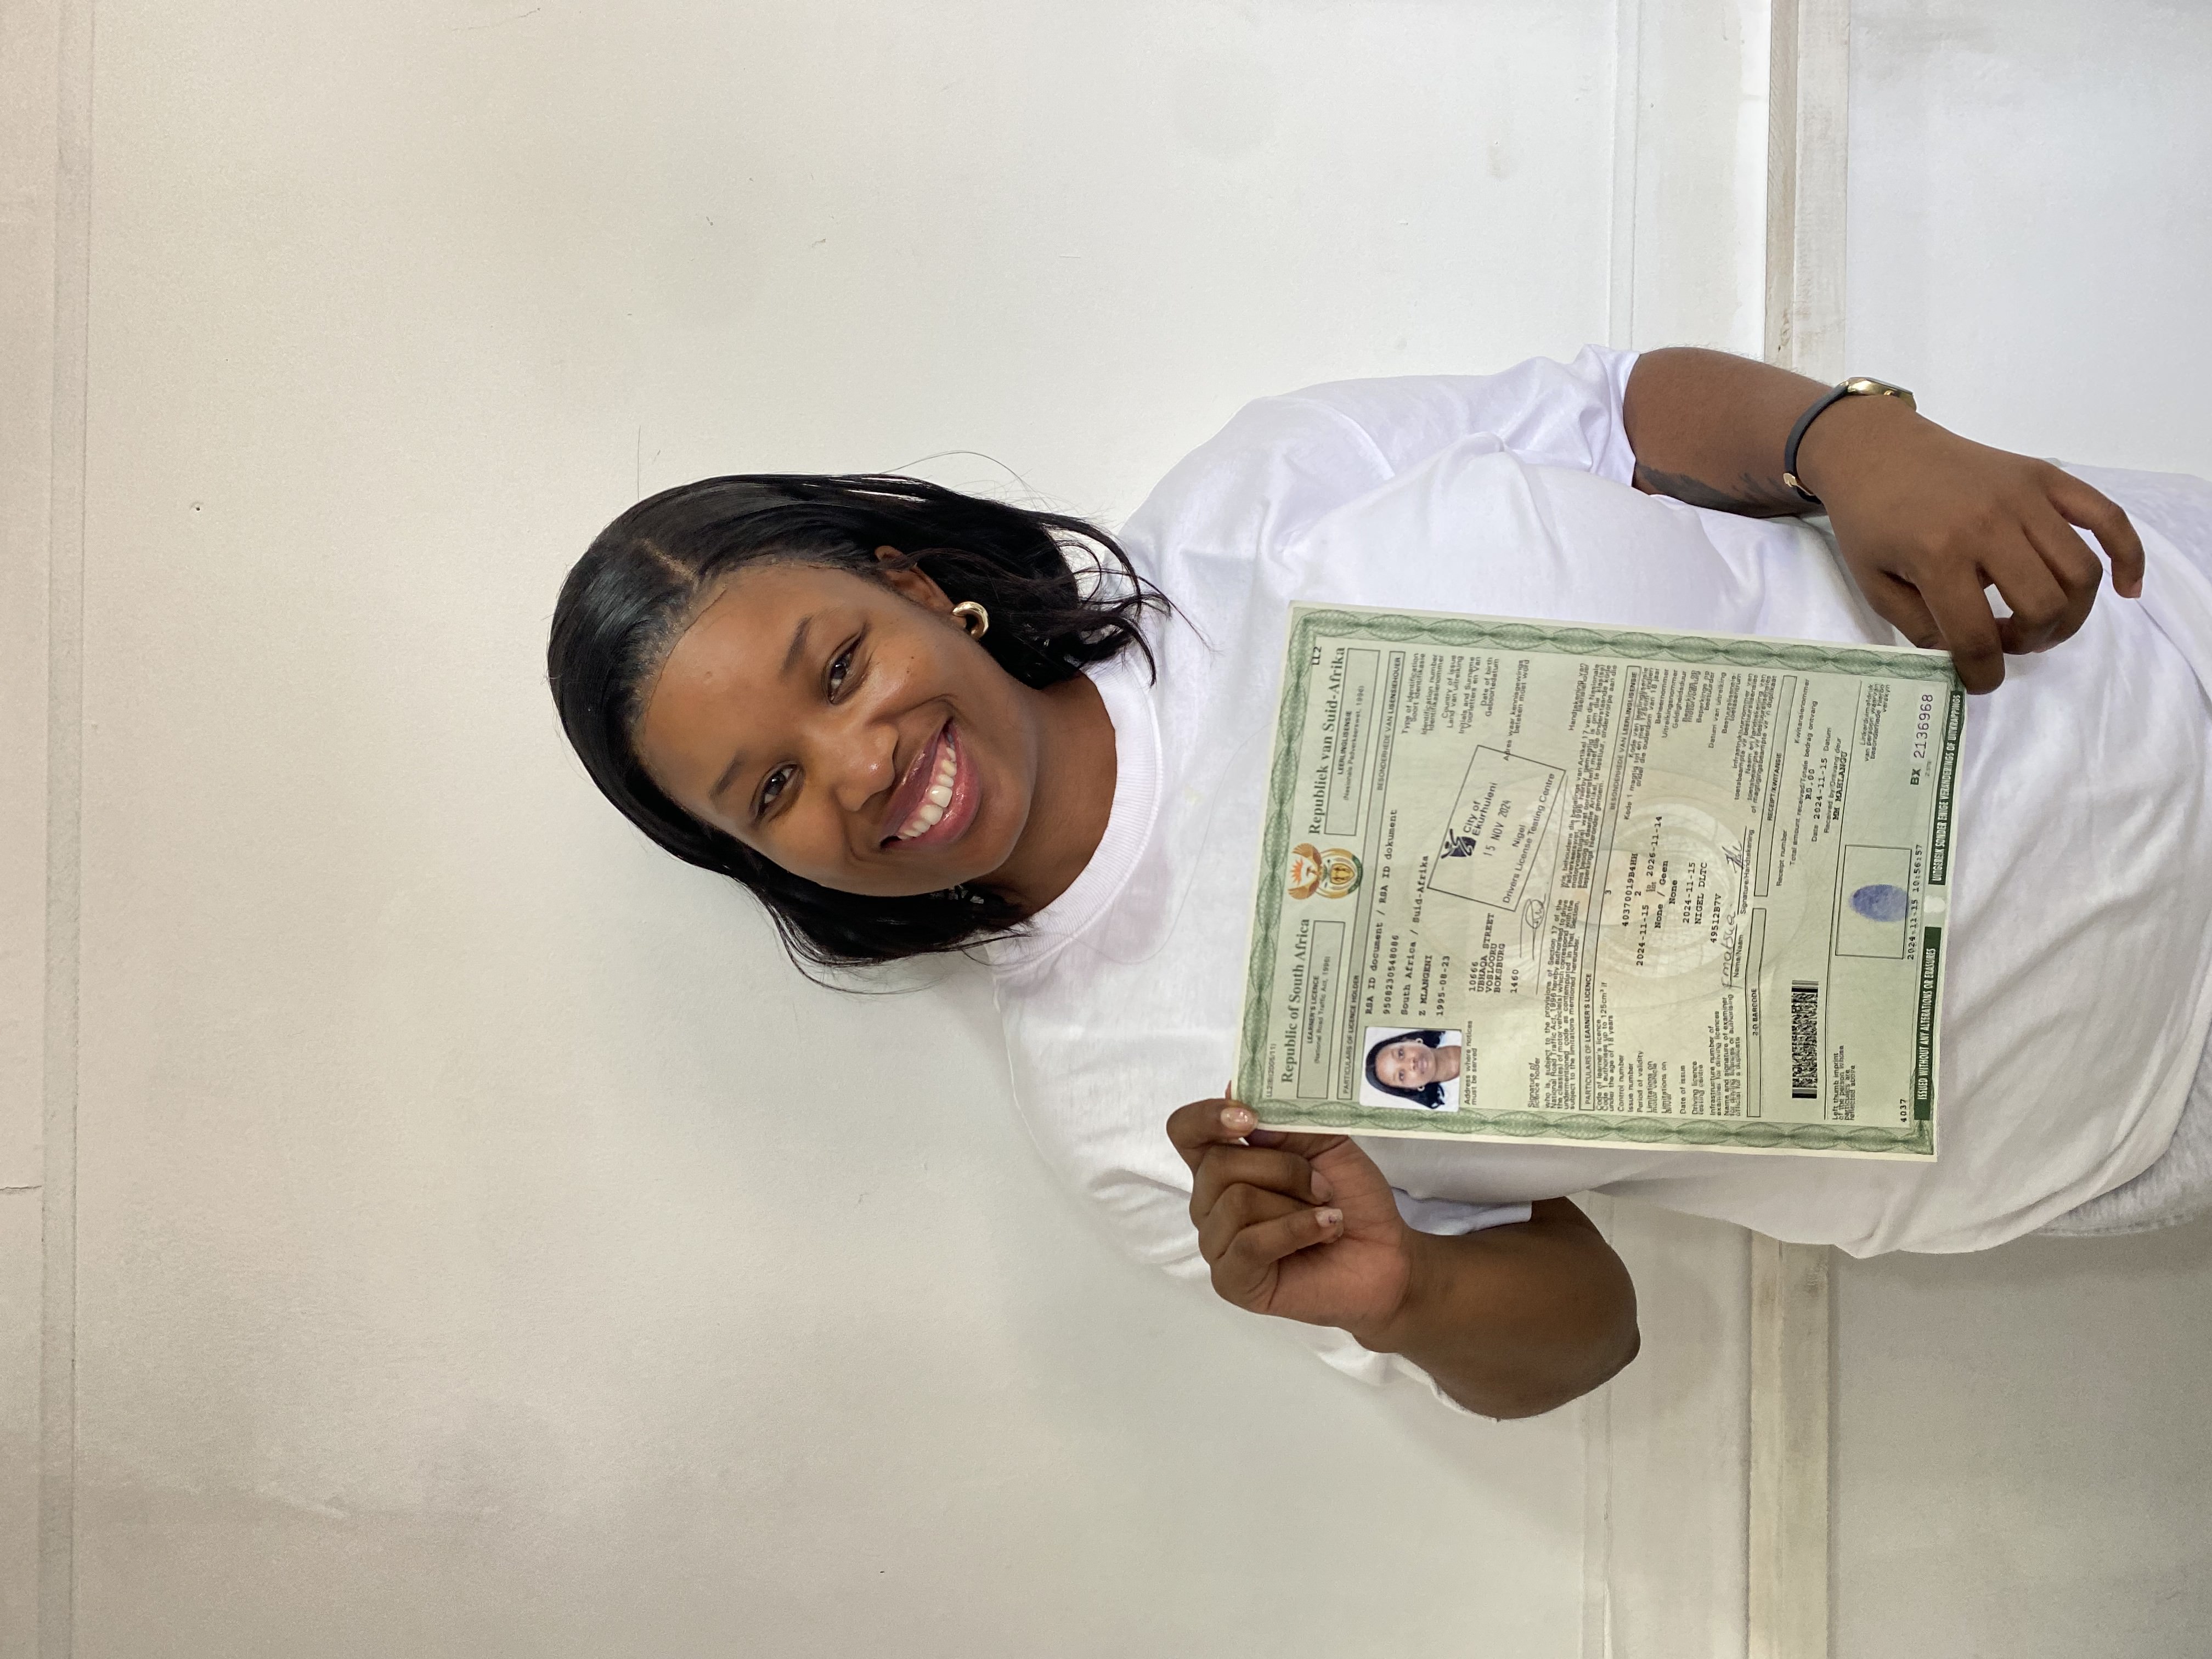 LL2(E)(2005/11)
LL2
Republic of South Africa
Republiek van Suid-Afrika
LEARNER'S LICENCE
(National Road Traffic Act, 1996)
LEERLINGLISENSIE
(Nasionale Padverkeerswet, 1996)
PARTICULARS OF LICENCE HOLDER
BESONDERHEDE VAN LISENSIEHOUER
RSA ID document / RSA ID dokument
Type of identification
Soort identifikasie
9508230548086
Identification number
Identifikasienommer
South Africa / Suid-Afrika
Country of issue
Land van uitreiking
Z MLANGENI
Initials and Surname
Voorletters en Van
1995-08-23
Date of birth
Geboortedatum
Address where notices
must be served
10666
UBHAQA STREET
VOSLOORU
BOKSBURG
1460
Adres waar kennisgewings
beteken moet word
City of
Ekurhuleni
15 NOV 2024
Nigel
Drivers License Testing Centre
Signature of
licence holder
Handtekening van
lisensiehouer
who is, subject to the provisions of Section 17 of the
National Road Traffic Act, 1996 hereby authorised to drive
the class(es) of motor vehicle(s) which correspond with the
undermentioned code as contemplated in that Section,
subject to the limitations mentioned hereunder.
wie, behoudens die bepalings van Artikel 17 van die Nasionale
Padverkeerswet, 1996 hierby gemagtig is om die klas(se)
motorvoertuig(e) wat ooreenstem met die onderstaande kode
soos beoog in daardie Artikel, te bestuur, onderworpe aan die
beperkings hieronder genoem.
PARTICULARS OF LEARNER'S LICENCE
BESONDERHEDE VAN LEERLINGLISENSIE
Code of learner's licence
Code 1 authorises up to 125cm³ if
under the age of 18 years
3
Kode van leerlinglisensie
Kode 1 magtig tot en met 125cm³ indien
onder die ouderdom van 18 jaar
Control number
40370019B4HH
Beheernommer
Issue number
2
Uitreikingsnommer
Period of validity
2024-11-15 to tot 2026-11-14
Geldigheidsduur
Limitations on
motor vehicle
None / Geen
Beperkings op
motorvoertuig
Limitations on
driver
None
Beperkings op
bestuurder
Date of issue
2024-11-15
Datum van uitreiking
Driving licence
testing centre
NIGEL DLTC
Bestuurslisensie-
toetssentrum
Infrastructure number of
examiner for driving licences
49512B7V
Infrastruktuurnommer van
toetsbeampte vir bestuurslisensies
Name and signature of examiner
for driving licences or authorising
official for a duplicate
Name/Naam
Signature/Handtekening
Naam en handtekening van
toetsbeampte vir bestuurslisensies
of magtigingsbeampte vir 'n duplikaat
2-D BARCODE
RECEIPT/KWITANSIE
Receipt number
Kwitansienommer
Total amount received/Totale bedrag ontvang
R0.00
Date 2024-11-15 Datum
Received by/Ontvang deur
MM MAHLANGU
Left thumb imprint
of the person whose
particulars are
reflected above
Linkerduimafdruk
van persoon waarvan
besonderhede hierbo
verskyn
4037
2024-11-15 10:56:57
BX 2136968
ISSUED WITHOUT ANY ALTERATIONS OR ERASURES
UITGEREIK SONDER ENIGE VERANDERINGS OF UITKRAPPINGS